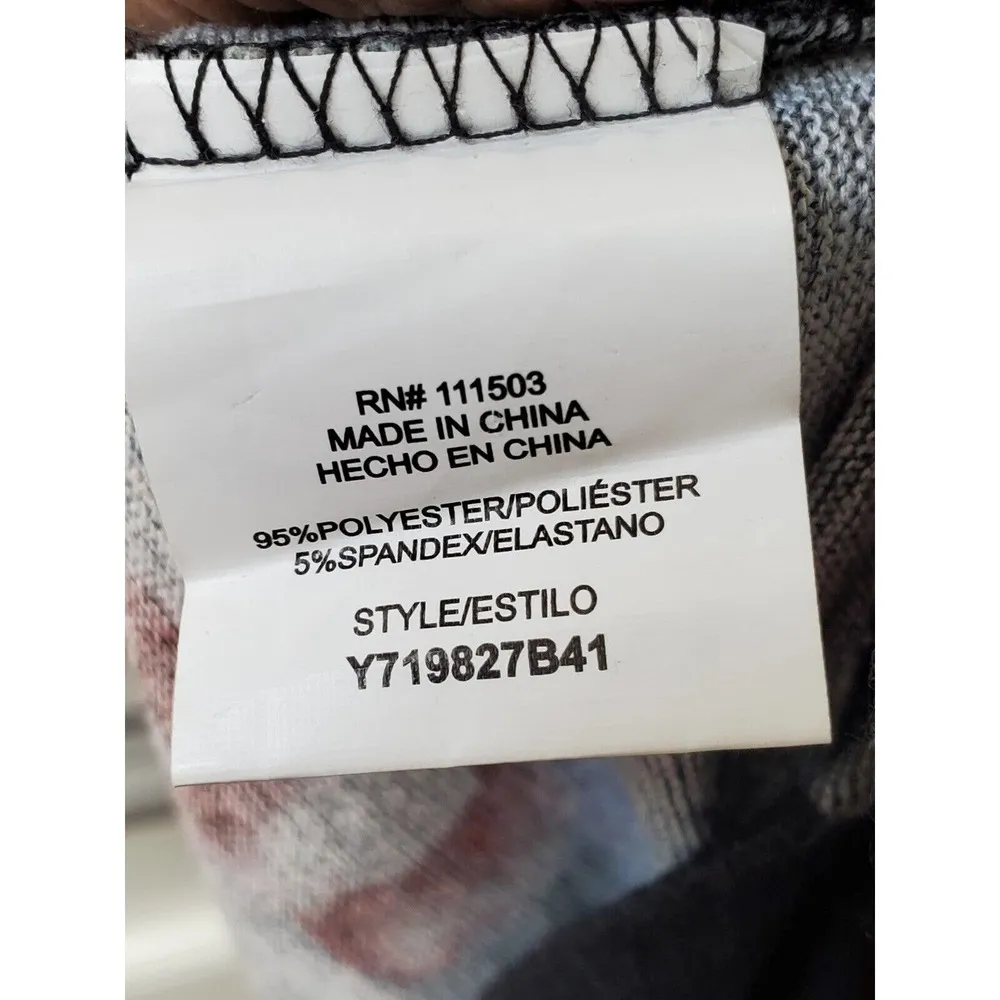 RN# 111503
MADE IN CHINA
HECHO EN CHINA
95%POLYESTER/POLIÉSTER
5%SPANDEX/ELASTANO
STYLE/ESTILO
Y719827B41